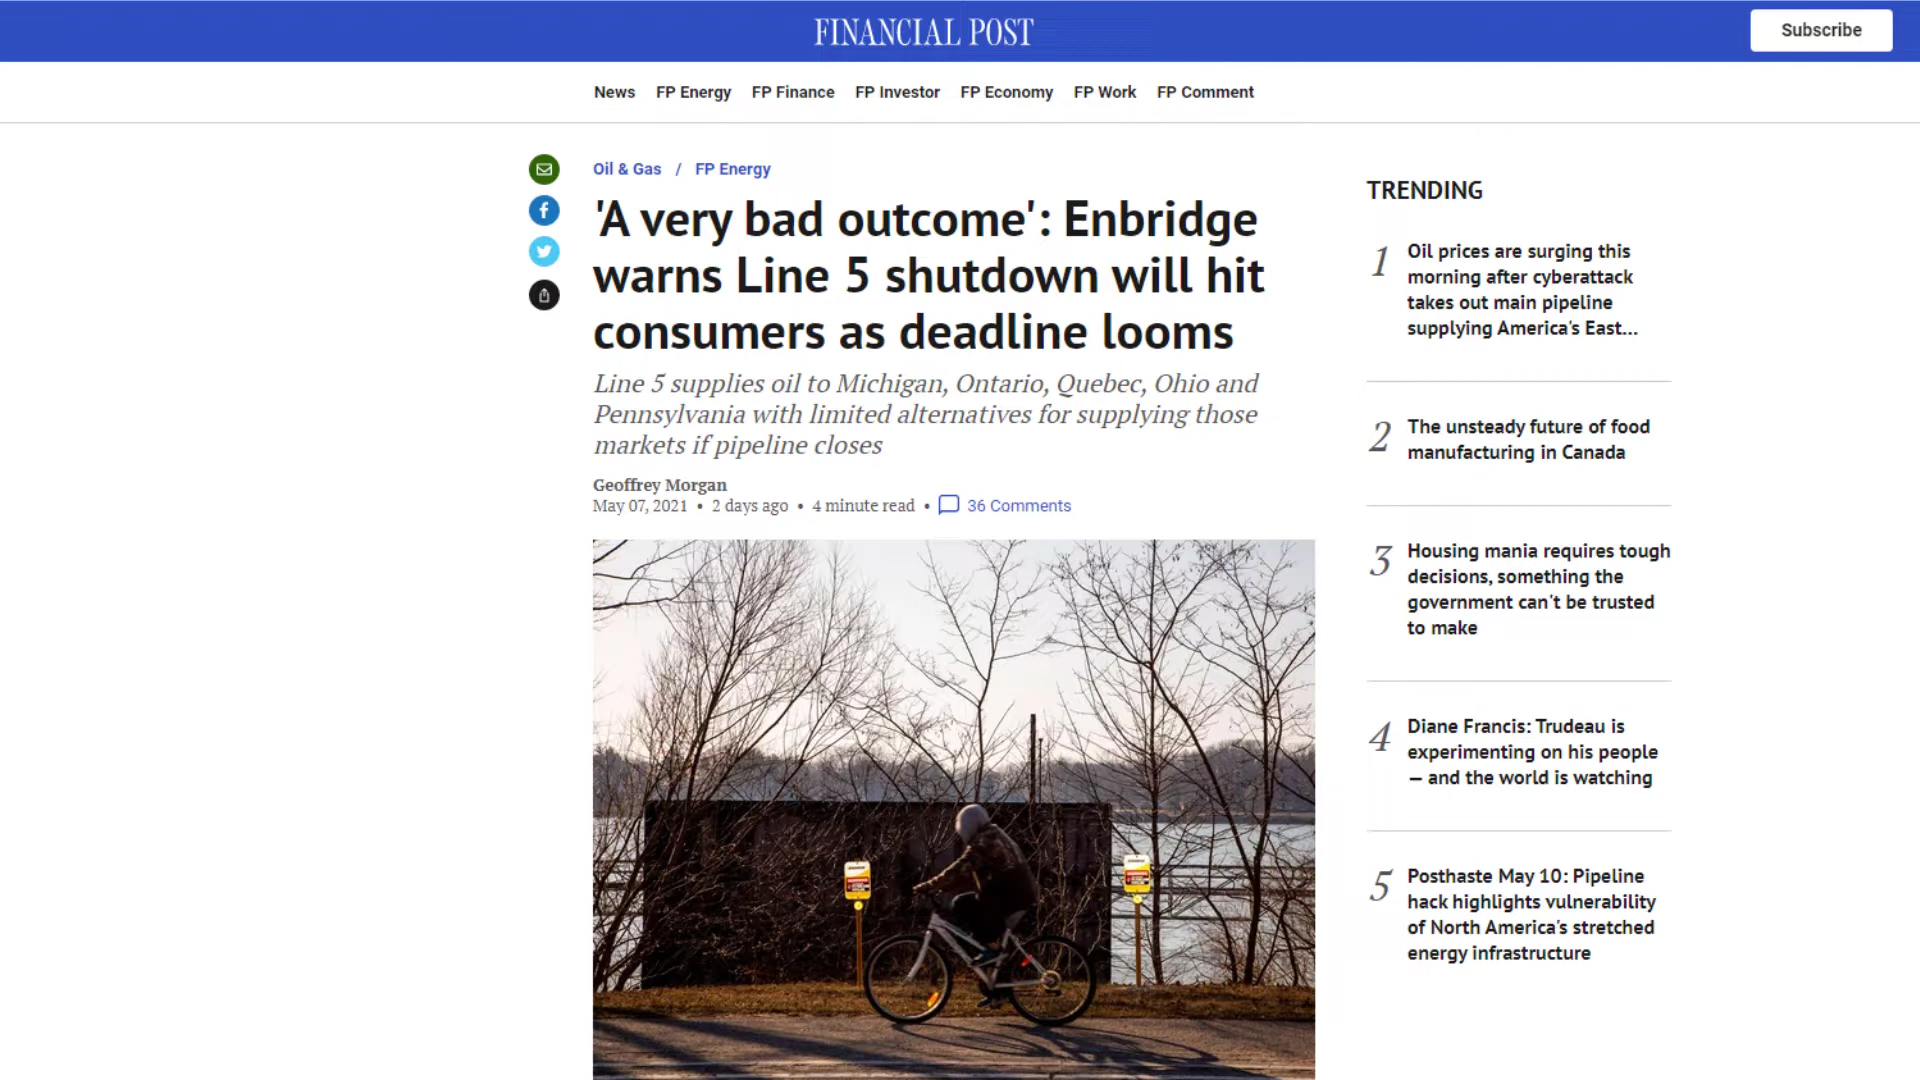 FINANCIAL POST
Subscribe
News FP Energy FP Finance FP Investor FP Economy FP Work FP Comment
Oil & Gas / FP Energy
'A very bad outcome': Enbridge
warns Line 5 shutdown will hit
consumers as deadline looms
Line 5 supplies oil to Michigan, Ontario, Quebec, Ohio and
Pennsylvania with limited alternatives for supplying those
markets if pipeline closes
Geoffrey Morgan
May 07, 2021 • 2 days ago • 4 minute read • 36 Comments
TRENDING
1
Oil prices are surging this
morning after cyberattack
takes out main pipeline
supplying America's East...
2
The unsteady future of food
manufacturing in Canada
3
Housing mania requires tough
decisions, something the
government can't be trusted
to make
4
Diane Francis: Trudeau is
experimenting on his people
— and the world is watching
5
Posthaste May 10: Pipeline
hack highlights vulnerability
of North America's stretched
energy infrastructure